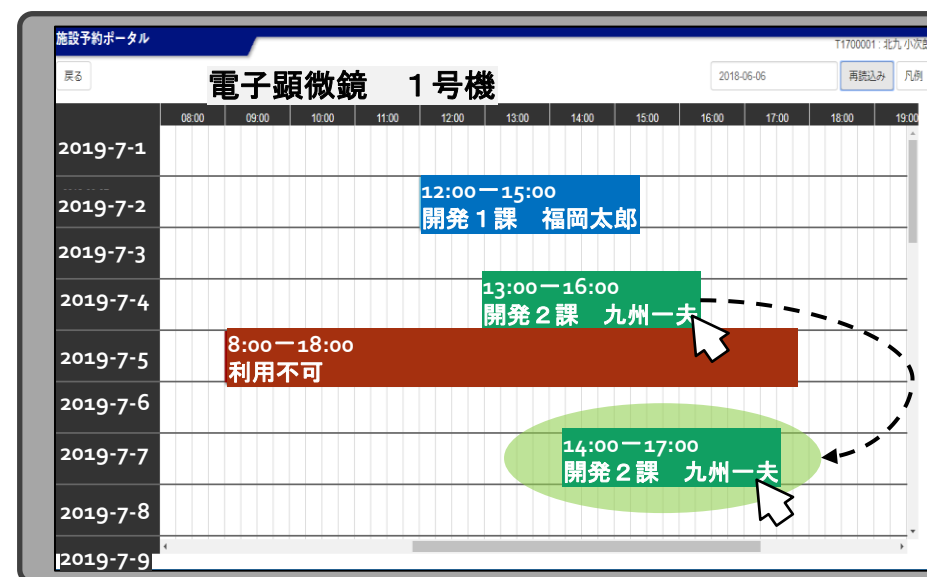 施設予約ポータル
T1700001 : 北九 小次郎
戻る
電子顕微鏡　１号機
2018-06-06
再読込み
凡例
08:00 09:00 10:00 11:00 12:00 13:00 14:00 15:00 16:00 17:00 18:00 19:00
2019-7-1
2019-7-2
12:00ー15:00
開発１課　福岡太郎
2019-7-3
2019-7-4
13:00ー16:00
開発２課　九州一夫
2019-7-5
8:00ー18:00
利用不可
2019-7-6
2019-7-7
14:00ー17:00
開発２課　九州一夫
2019-7-8
2019-7-9